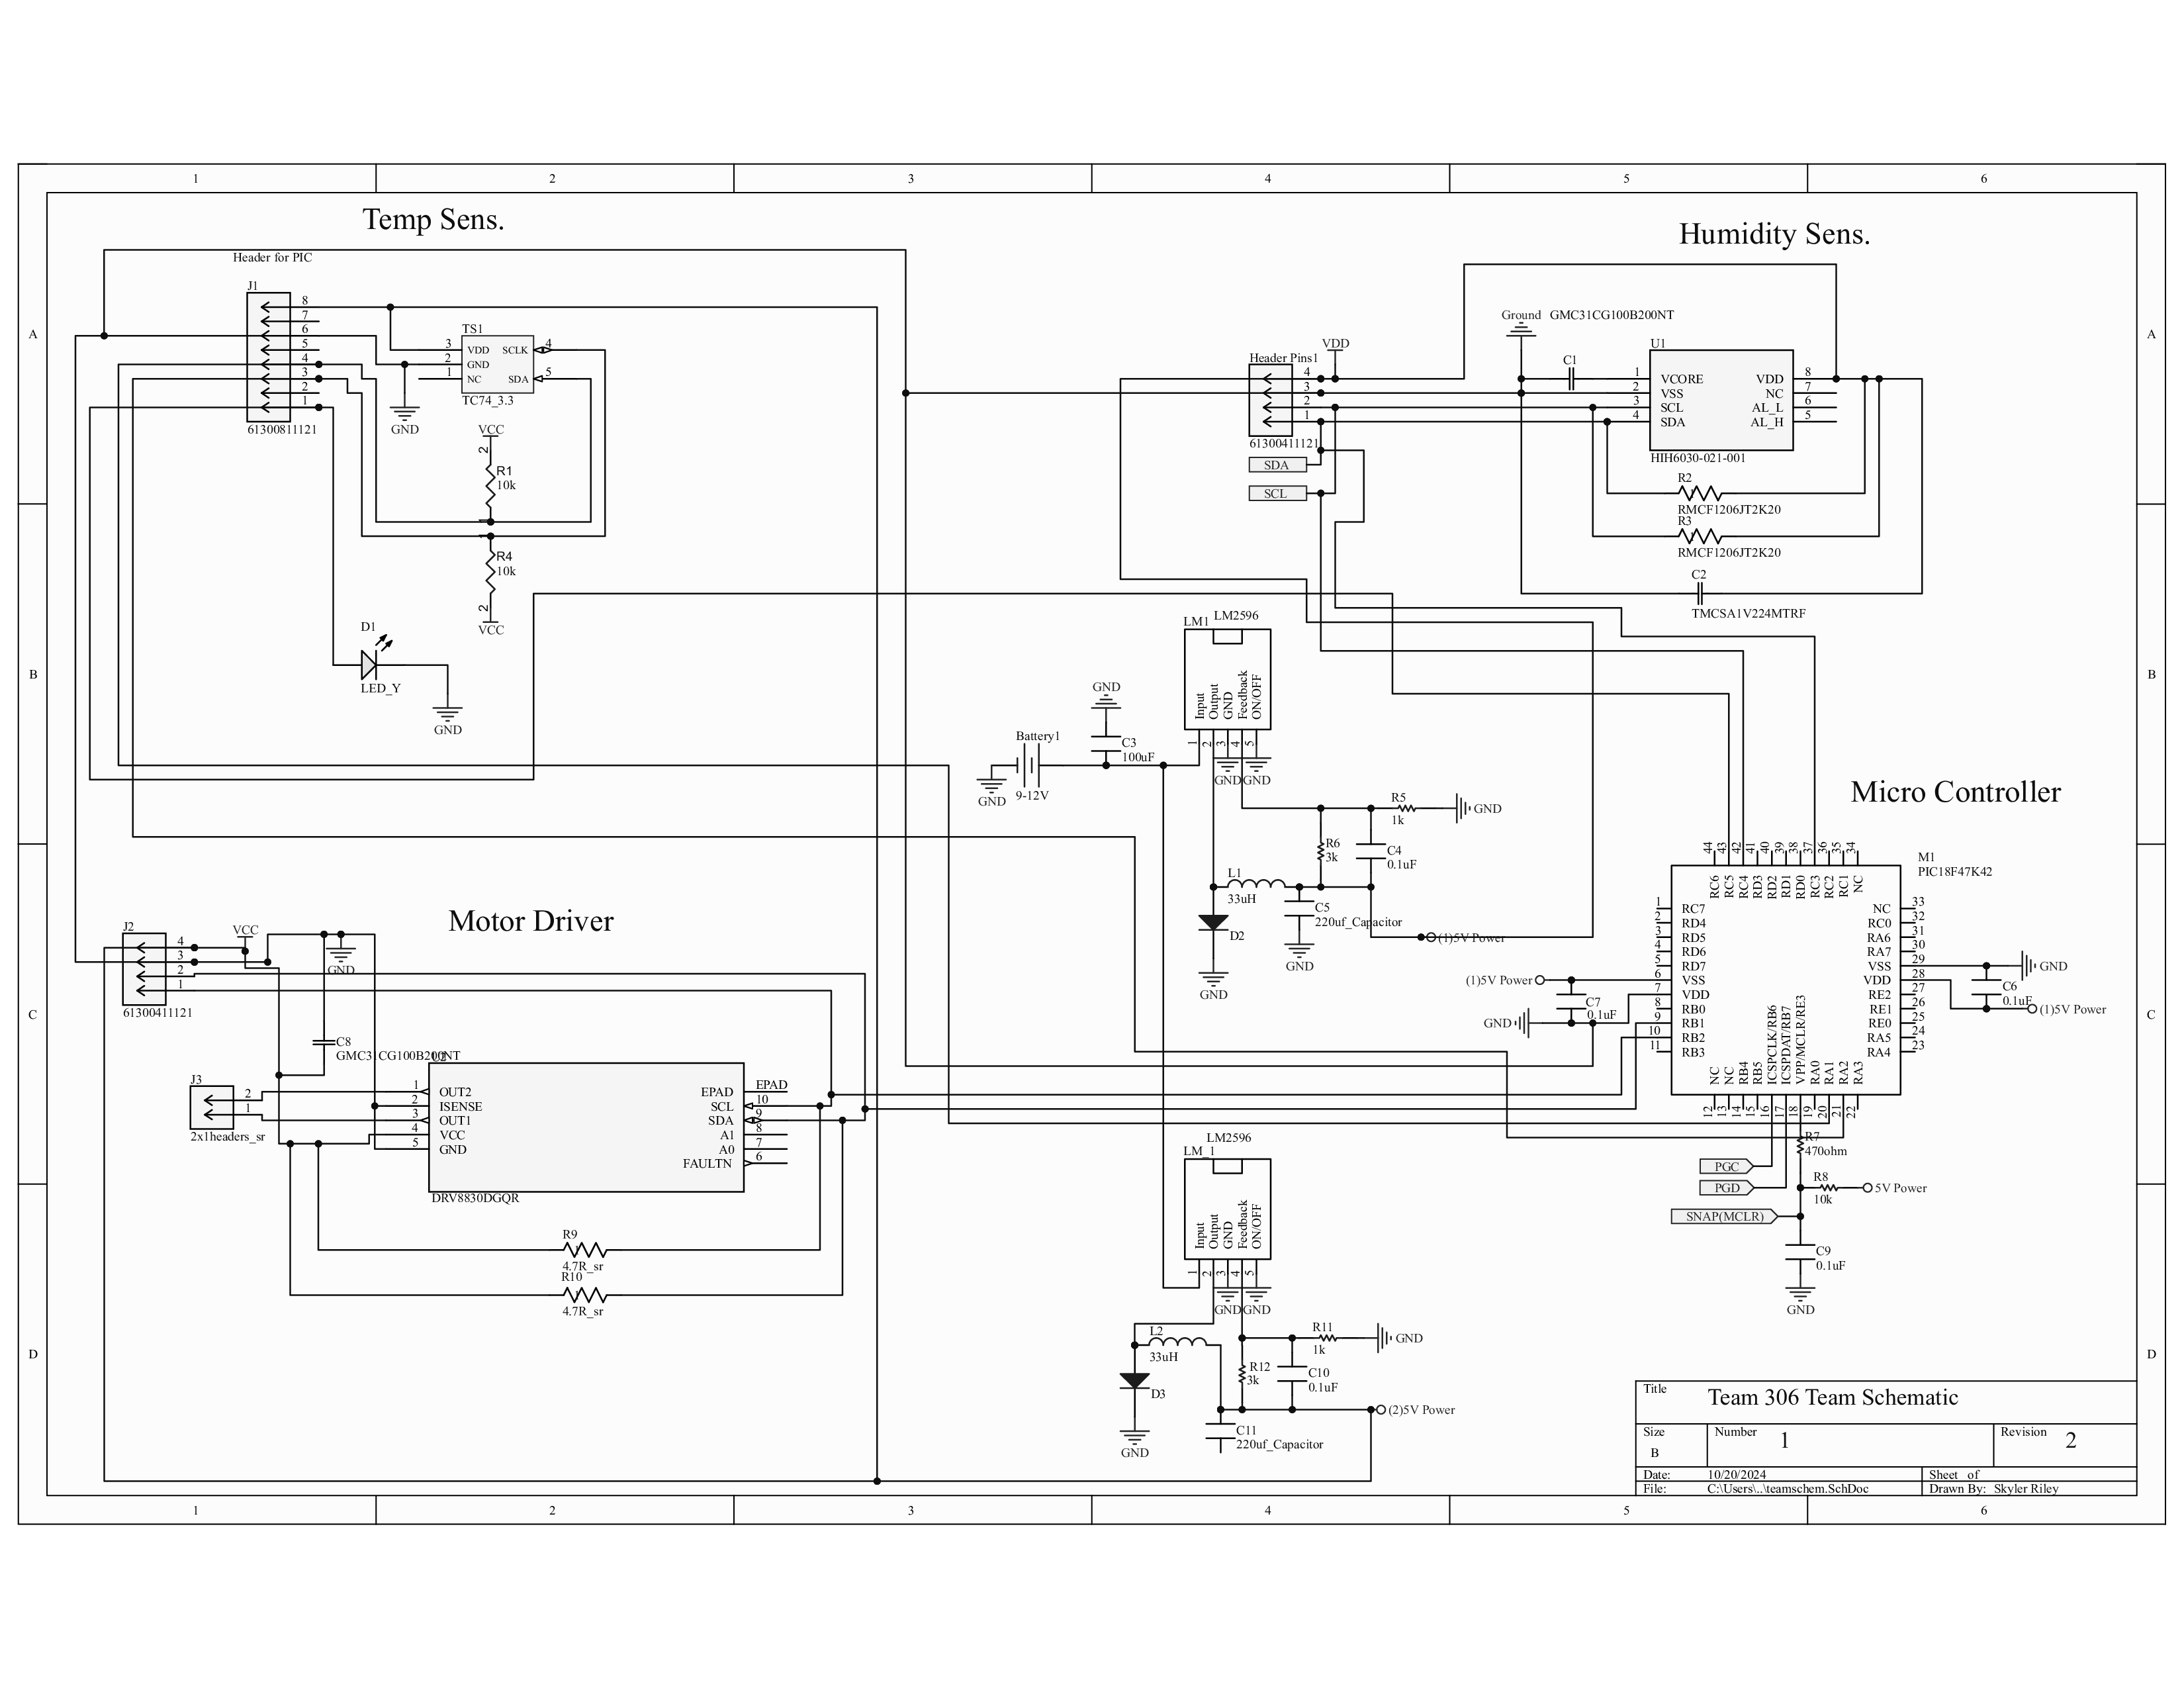 1 2 3 4 5 6
A
B
C
D
A
B
C
D
1 2 3 4 5 6
Temp Sens.
Header for PIC
J1
8
7
6
5
4
3
2
1
61300811121
TS1
3 VDD SCLK 4
2 GND
1 NC SDA 5
TC74_3.3
GND
VCC
2
R1
10k
R4
10k
2
VCC
D1
LED_Y
GND
Humidity Sens.
Ground GMC31CG100B200NT
C1
U1
1 VCORE VDD 8
2 VSS NC 7
3 SCL AL_L 6
4 SDA AL_H 5
HIH6030-021-001
R2
RMCF1206JT2K20
R3
RMCF1206JT2K20
C2
TMCSA1V224MTRF
VDD
Header Pins1
4
3
2
1
61300411121
SDA
SCL
LM1 LM2596
Input
Output
GND
Feedback
ON/OFF
1 2 3 4 5
GND GND
GND
C3
100uF
Battery1
9-12V
GND
R5
1k
GND
R6
3k
C4
0.1uF
L1
33uH
C5
220uf_Capacitor
D2
GND
GND
(1)5V Power
Micro Controller
M1
PIC18F47K42
44 43 42 41 40 39 38 37 36 35 34
RC6 RC5 RC4 RD3 RD2 RD1 RD0 RC3 RC2 RC1 NC
1 RC7
2 RD4
3 RD5
4 RD6
5 RD7
6 VSS
7 VDD
8 RB0
9 RB1
10 RB2
11 RB3
NC 33
RC0 32
RA6 31
RA7 30
VSS 29
VDD 28
RE2 27
RE1 26
RE0 25
RA5 24
RA4 23
NC NC RB4 RB5 ICSPCLK/RB6 ICSPDAT/RB7 VPP/MCLR/RE3 RA0 RA1 RA2 RA3
12 13 14 15 16 17 18 19 20 21 22
(1)5V Power
C7
0.1uF
GND
GND
C6
0.1uF
(1)5V Power
R7
470ohm
PGC
PGD
R8
10k
5V Power
SNAP(MCLR)
C9
0.1uF
GND
Motor Driver
J2
4
3
2
1
61300411121
VCC
GND
C8
GMC31CG100B200NT
J3
2
1
2x1headers_sr
1 OUT2 EPAD EPAD
2 ISENSE SCL 10
3 OUT1 SDA 9
4 VCC A1 8
5 GND A0 7
FAULTN 6
DRV8830DGQR
R9
4.7R_sr
R10
4.7R_sr
LM2596
LM_1
Input
Output
GND
Feedback
ON/OFF
1 2 3 4 5
GND GND
L2
33uH
D3
GND
R11
1k
GND
R12
3k
C10
0.1uF
(2)5V Power
C11
220uf_Capacitor
Title Team 306 Team Schematic
Size B Number 1 Revision 2
Date: 10/20/2024 Sheet of
File: C:\Users\..\teamschem.SchDoc Drawn By: Skyler Riley